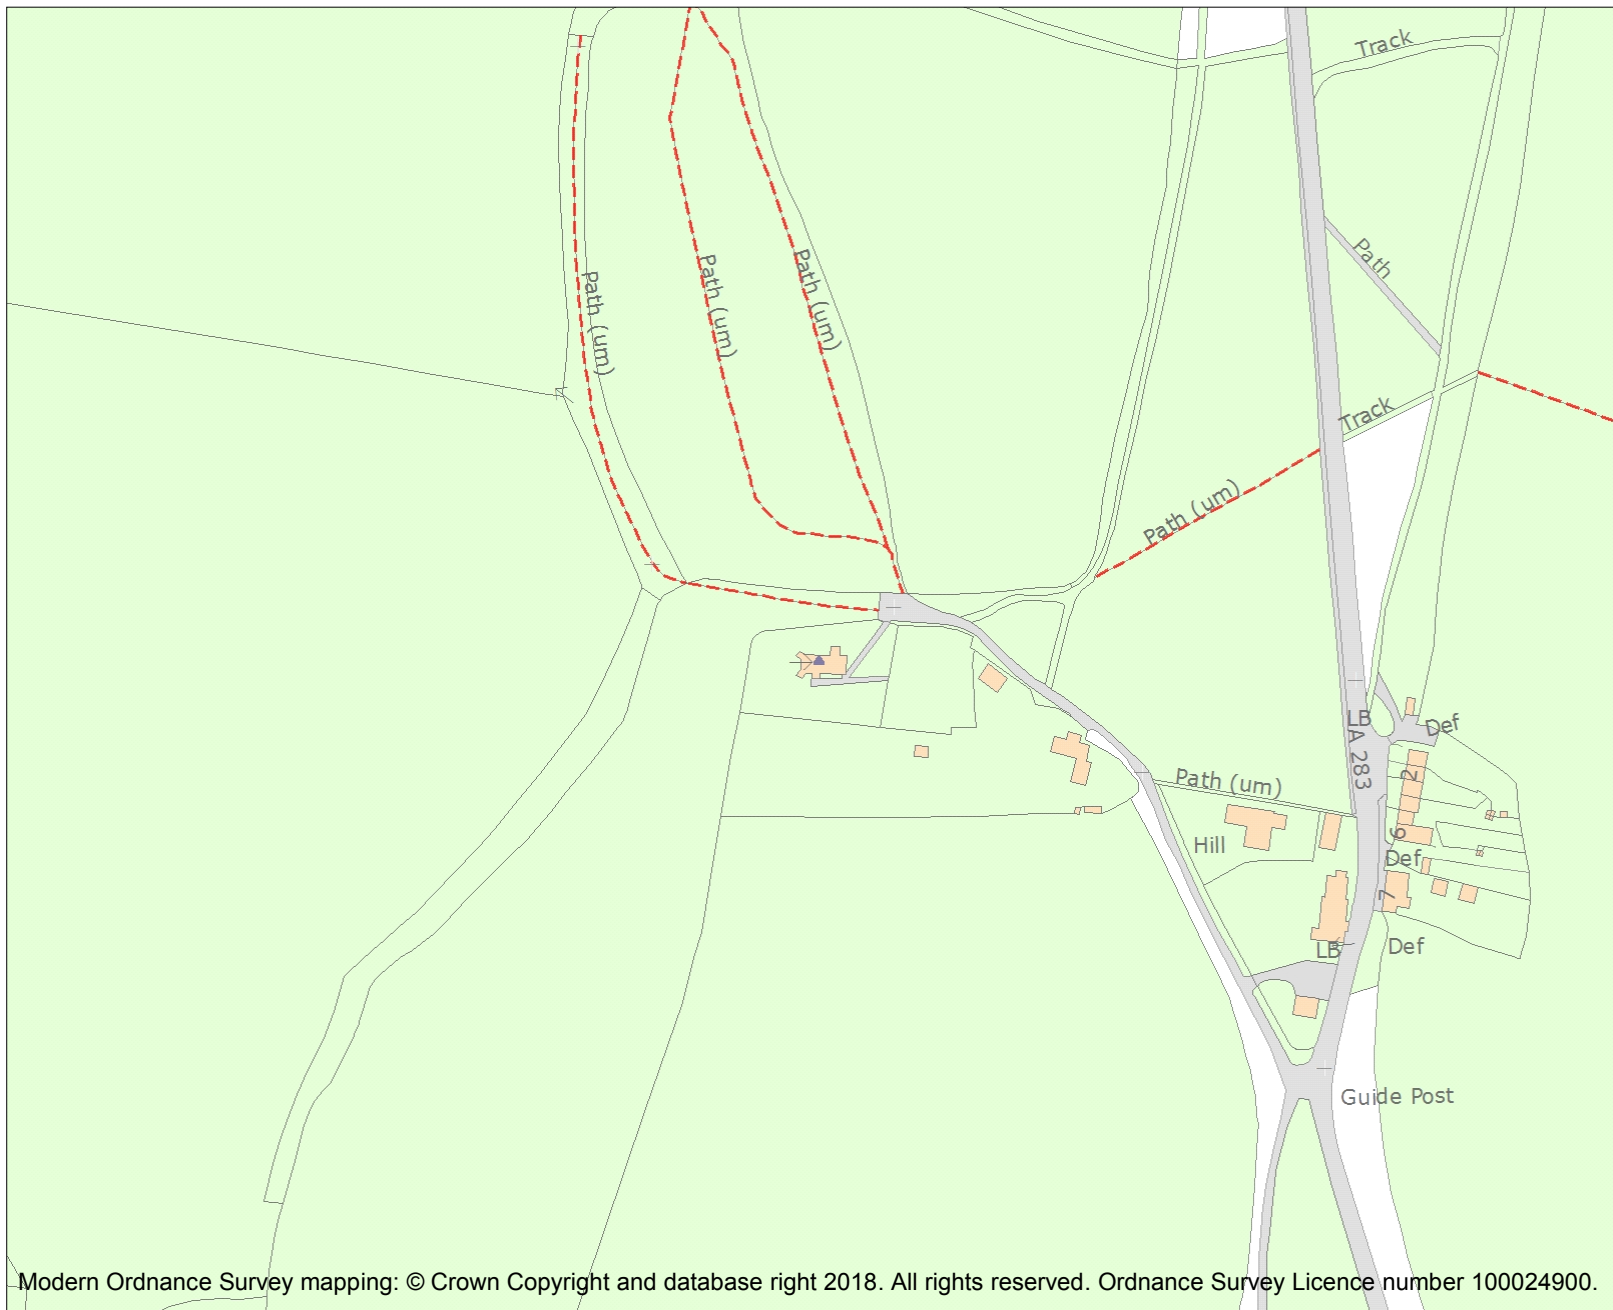 Track
Path
Path (um)
Path (um)
Path (um)
Track
Path (um)
LB
A 283
Def
2
Path (um)
9
Def
Hill
7
LB
Def
Guide Post
Modern Ordnance Survey mapping: © Crown Copyright and database right 2018. All rights reserved. Ordnance Survey Licence number 100024900.